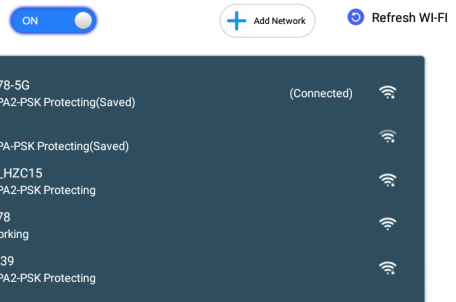 ON
Add Network
Refresh WI-FI
78-5G
PA2-PSK Protecting(Saved)
(Connected)
PA-PSK Protecting(Saved)
_HZC15
PA2-PSK Protecting
78
orking
39
PA2-PSK Protecting